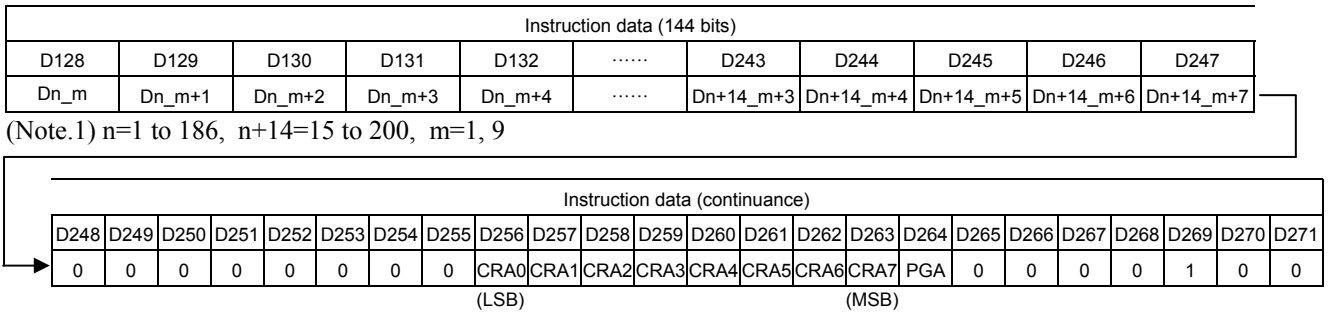 Instruction data (144 bits)
D128 D129 D130 D131 D132 ⋯⋯ D243 D244 D245 D246 D247
Dn_m Dn_m+1 Dn_m+2 Dn_m+3 Dn_m+4 ⋯⋯ Dn+14_m+3 Dn+14_m+4 Dn+14_m+5 Dn+14_m+6 Dn+14_m+7
(Note.1) n=1 to 186, n+14=15 to 200, m=1, 9
Instruction data (continuance)
D248 D249 D250 D251 D252 D253 D254 D255 D256 D257 D258 D259 D260 D261 D262 D263 D264 D265 D266 D267 D268 D269 D270 D271
0 0 0 0 0 0 0 0 CRA0 CRA1 CRA2 CRA3 CRA4 CRA5 CRA6 CRA7 PGA 0 0 0 0 1 0 0
(LSB) (MSB)